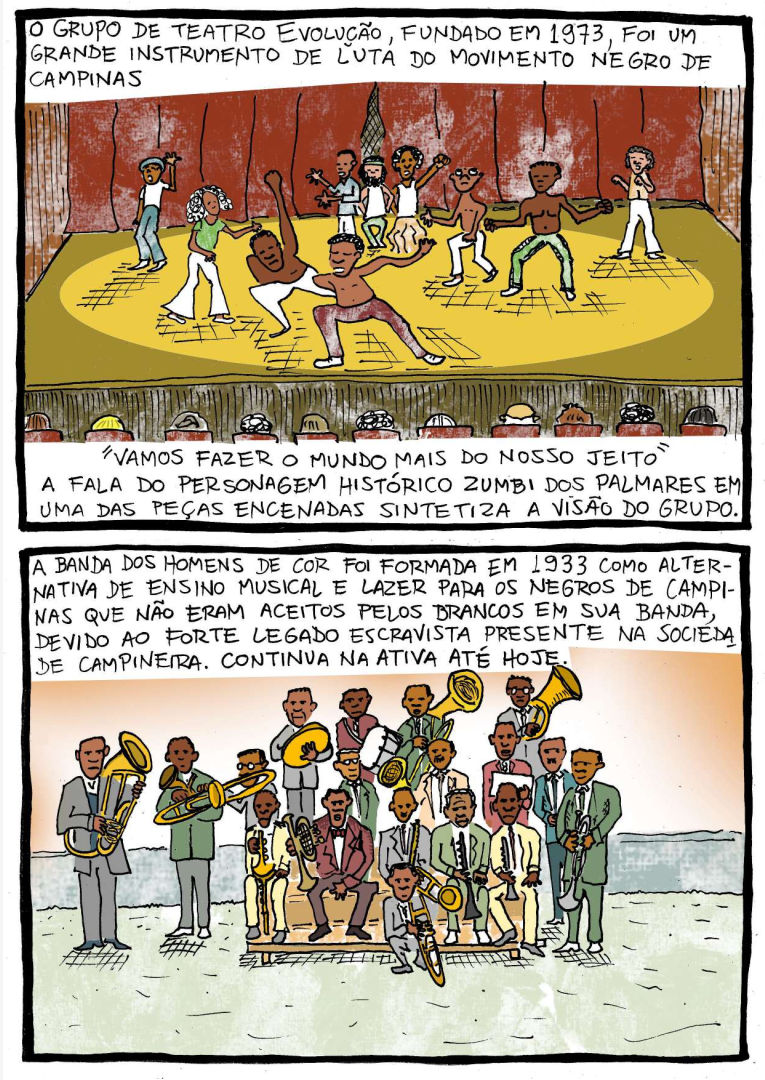 O GRUPO DE TEATRO EVOLUÇÃO, FUNDADO EM 1973, FOI UM
GRANDE INSTRUMENTO DE LUTA DO MOVIMENTO NEGRO DE
CAMPINAS
"VAMOS FAZER O MUNDO MAIS DO NOSSO JEITO"
A FALA DO PERSONAGEM HISTÓRICO ZUMBI DOS PALMARES EM
UMA DAS PEÇAS ENCENADAS SINTETIZA A VISÃO DO GRUPO.
A BANDA DOS HOMENS DE COR FOI FORMADA EM 1933 COMO ALTER-
NATIVA DE ENSINO MUSICAL E LAZER PARA OS NEGROS DE CAMPI-
NAS QUE NÃO ERAM ACEITOS PELOS BRANCOS EM SUA BANDA,
DEVIDO AO FORTE LEGADO ESCRAVISTA PRESENTE NA SOCIEDA
DE CAMPINEIRA. CONTINUA NA ATIVA ATÉ HOJE.